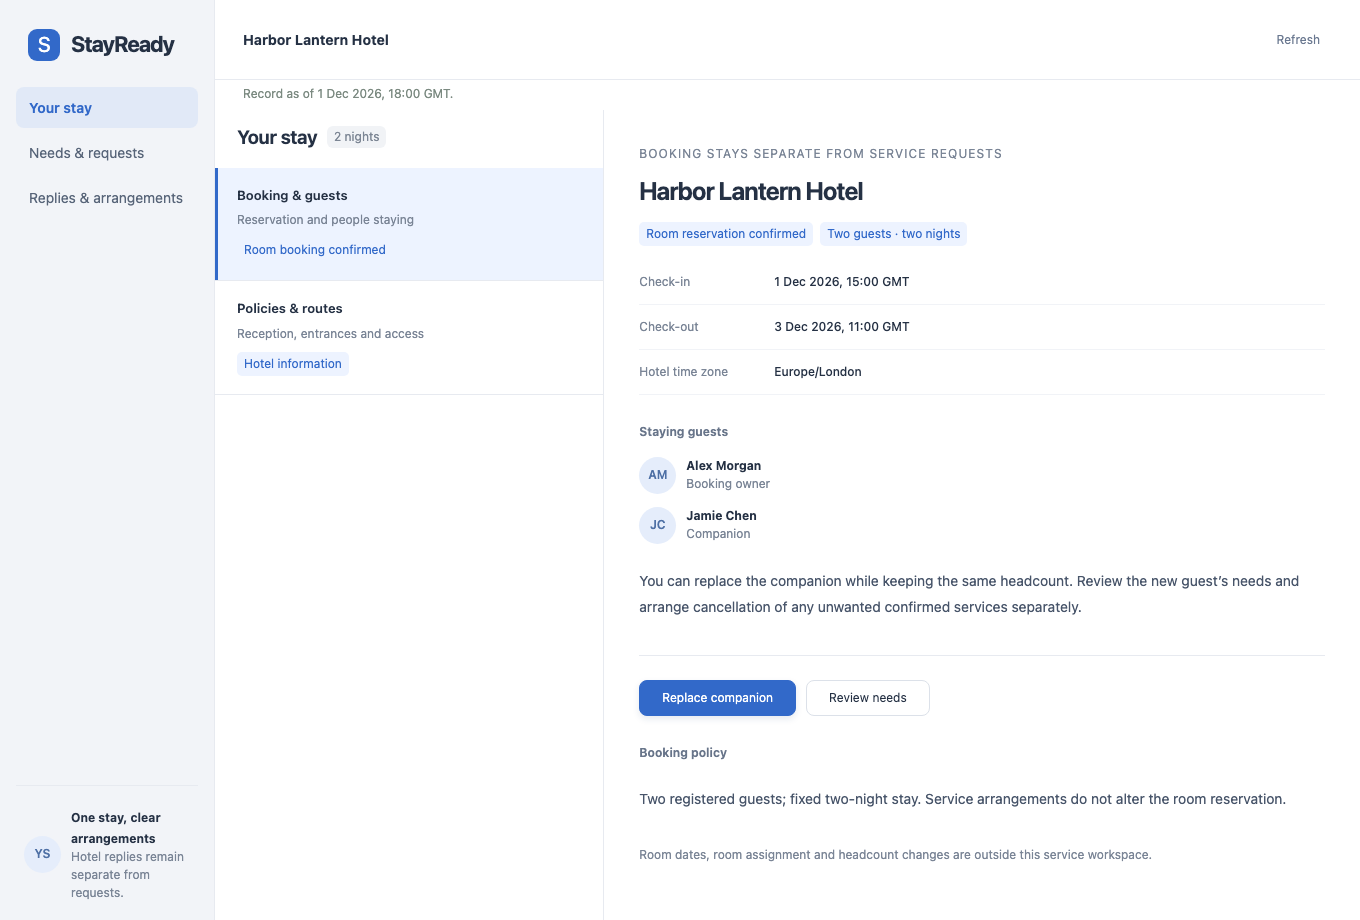 S
StayReady
Your stay
Needs & requests
Replies & arrangements
YS
One stay, clear
arrangements
Hotel replies remain
separate from
requests.
Harbor Lantern Hotel
Refresh
Record as of 1 Dec 2026, 18:00 GMT.
Your stay 2 nights
Booking & guests
Reservation and people staying
Room booking confirmed
Policies & routes
Reception, entrances and access
Hotel information
BOOKING STAYS SEPARATE FROM SERVICE REQUESTS
Harbor Lantern Hotel
Room reservation confirmed Two guests · two nights
Check-in 1 Dec 2026, 15:00 GMT
Check-out 3 Dec 2026, 11:00 GMT
Hotel time zone Europe/London
Staying guests
AM
Alex Morgan
Booking owner
JC
Jamie Chen
Companion
You can replace the companion while keeping the same headcount. Review the new guest’s needs and
arrange cancellation of any unwanted confirmed services separately.
Replace companion Review needs
Booking policy
Two registered guests; fixed two-night stay. Service arrangements do not alter the room reservation.
Room dates, room assignment and headcount changes are outside this service workspace.